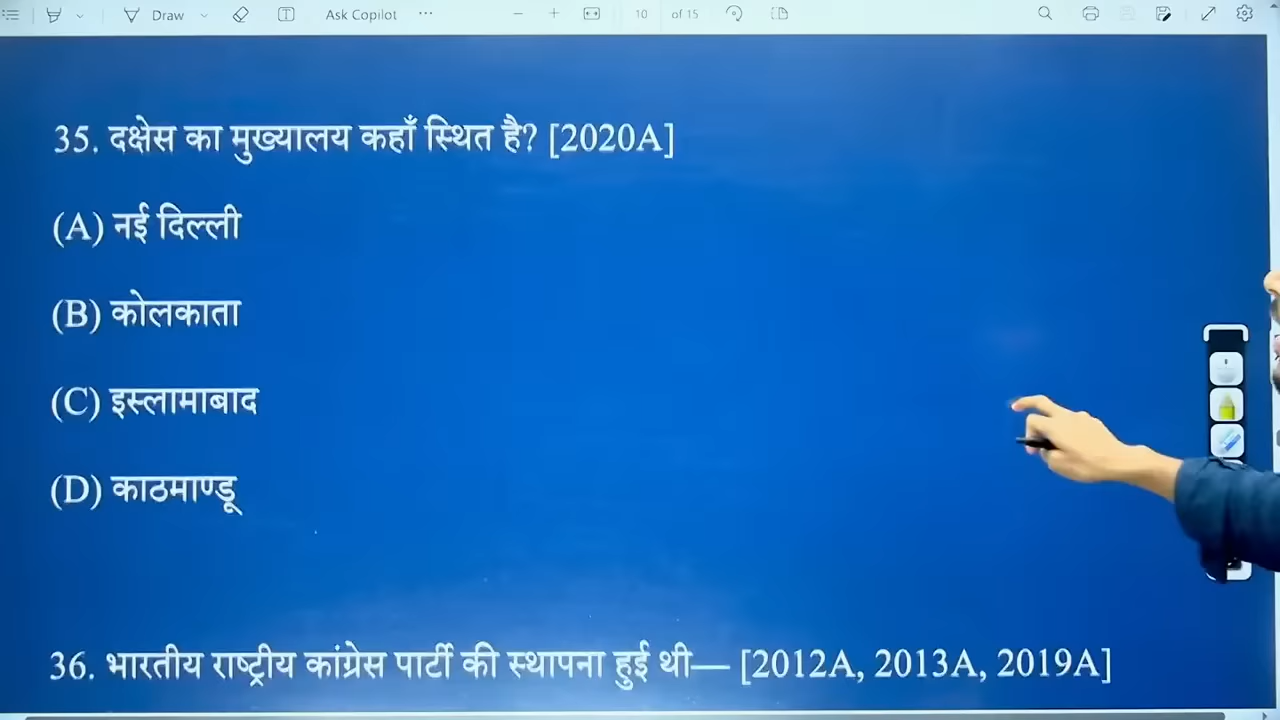 Draw
Ask Copilot
10 of 15
35. दक्षेस का मुख्यालय कहाँ स्थित है? [2020A]
(A) नई दिल्ली
(B) कोलकाता
(C) इस्लामाबाद
(D) काठमाण्डू
36. भारतीय राष्ट्रीय कांग्रेस पार्टी की स्थापना हुई थी— [2012A, 2013A, 2019A]